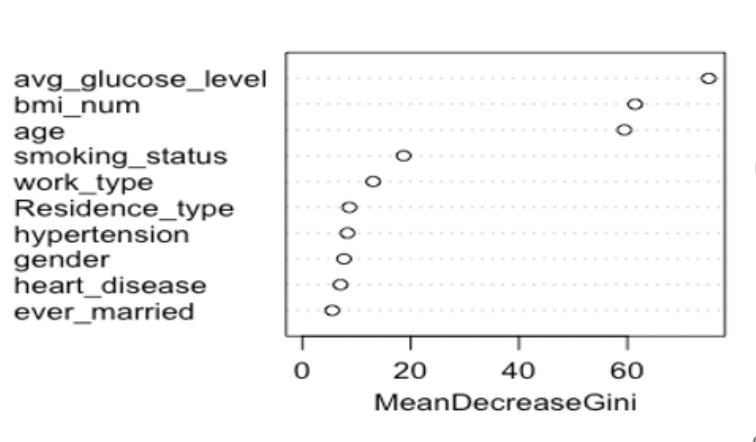 avg_glucose_level
bmi_num
age
smoking_status
work_type
Residence_type
hypertension
gender
heart_disease
ever_married
0 20 40 60
MeanDecreaseGini